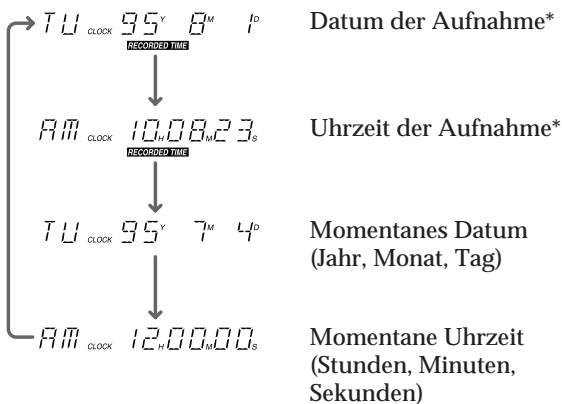 TU CLOCK 95Y 8M 1D Datum der Aufnahme*
RECORDED TIME
AM CLOCK 10H08M23S Uhrzeit der Aufnahme*
RECORDED TIME
TU CLOCK 95Y 7M 4D Momentanes Datum
(Jahr, Monat, Tag)
AM CLOCK 12H00M00S Momentane Uhrzeit
(Stunden, Minuten,
Sekunden)